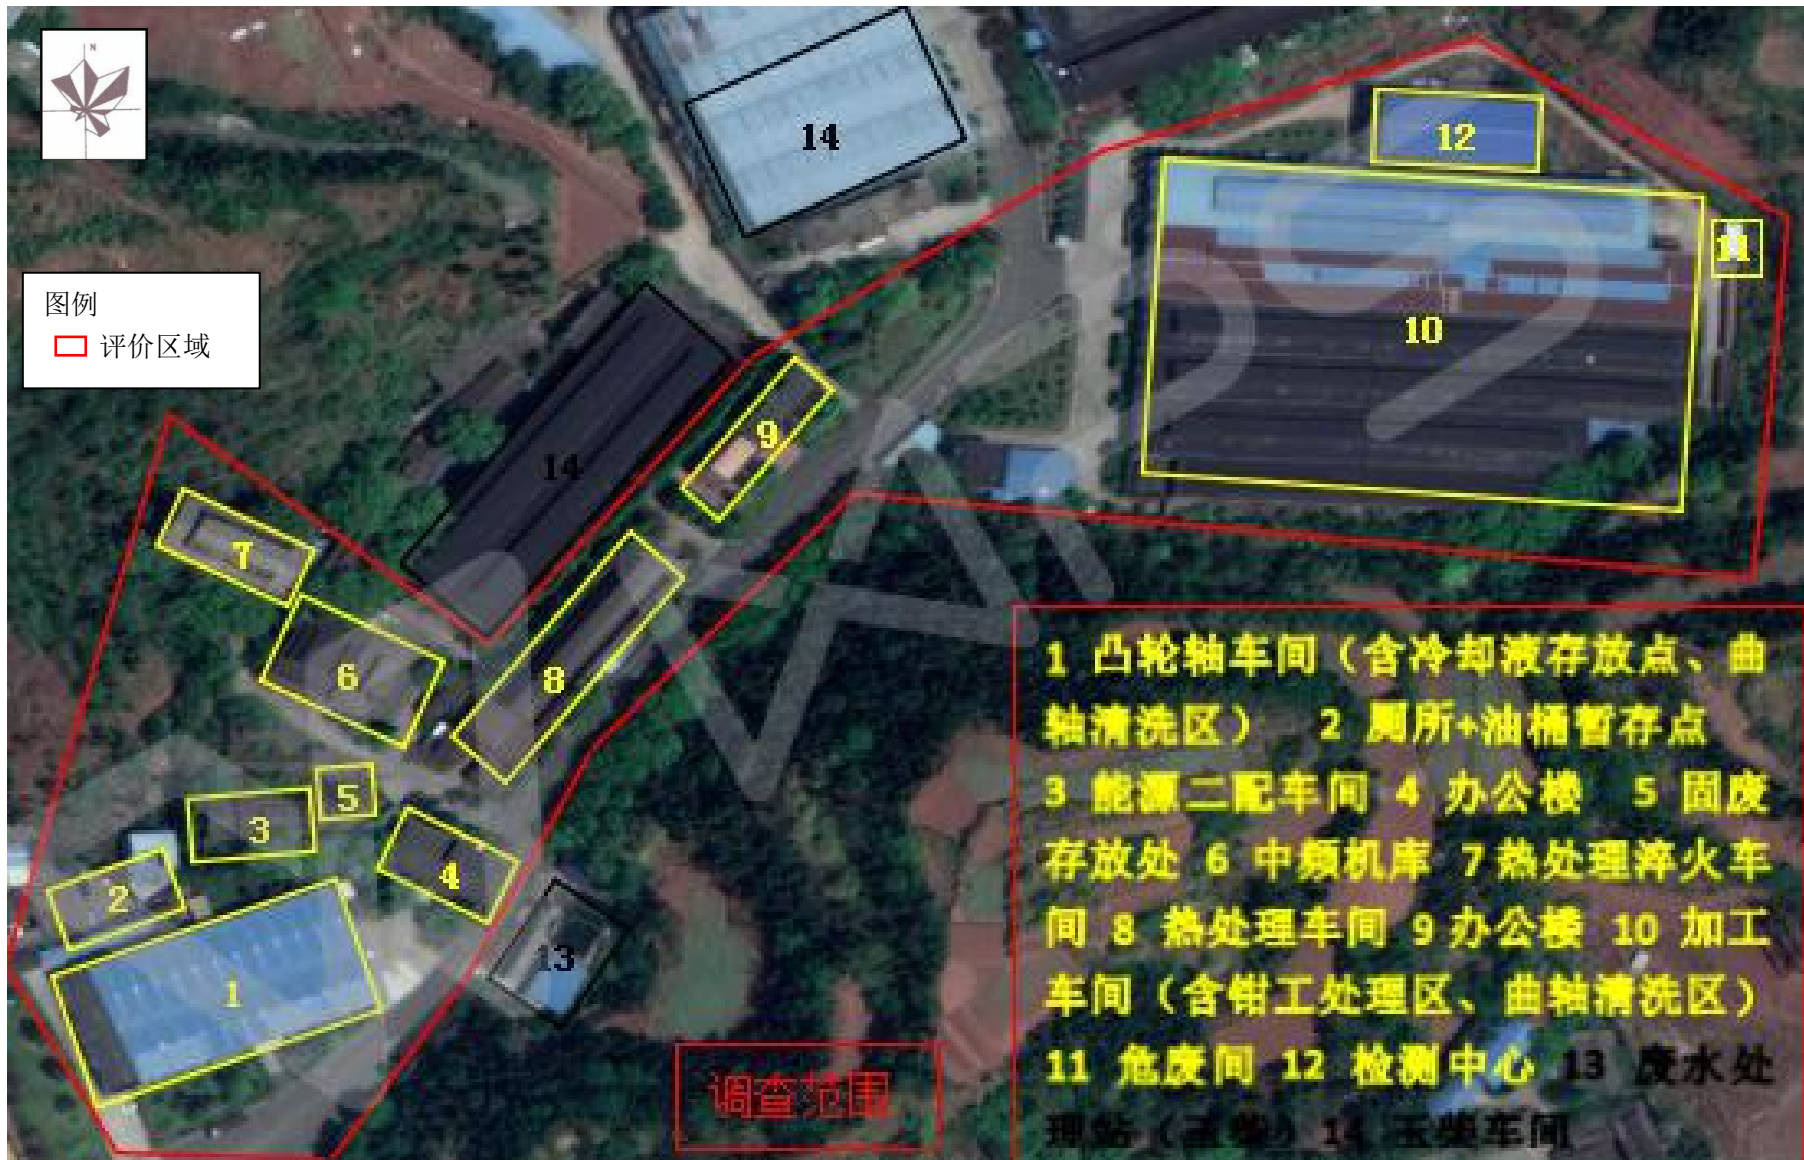 N
14
12
11
10
图例
评价区域
9
14
7
6
8
5
3
4
2
13
1
1 凸轮轴车间（含冷却液存放点、曲
轴清洗区） 2 厕所+油桶暂存点
3 能源二配车间 4 办公楼 5 固废
存放处 6 中频机库 7 热处理淬火车
间 8 热处理车间 9 办公楼 10 加工
车间（含钳工处理区、曲轴清洗区）
11 危废间 12 检测中心 13 废水处
理站（玉柴）14 玉柴车间
调查范围